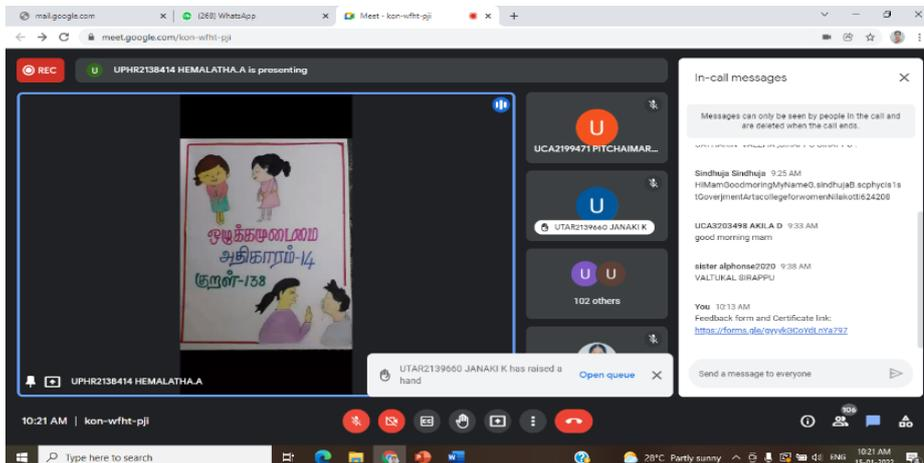 mail.google.com
(268) WhatsApp
Meet - kon-wfht-pji
meet.google.com/kon-wfht-pji
REC
U
UPHR2138414 HEMALATHA.A is presenting
ஒழுக்கமுடைமை
அதிகாரம்-14
குறள்-138
UPHR2138414 HEMALATHA.A
U
UCA2199471 PITCHAIMAR...
U
UTAR2139660 JANAKI K
U U
102 others
UTAR2139660 JANAKI K has raised a
hand
Open queue
In-call messages
Messages can only be seen by people in the call and
are deleted when the call ends.
Sindhuja Sindhuja 9:25 AM
HiMamGoodmoringMyNameG.sindhujaB.scphycis1s
tGoverjmentArtscollegeforwomenNilakotti624208
UCA3203498 AKILA D 9:33 AM
good morning mam
sister alphonse2020 9:38 AM
VALTUKAL SIRAPPU
You 10:13 AM
Feedback form and Certificate link:
Send a message to everyone
10:21 AM | kon-wfht-pji
106
Type here to search
28°C Partly sunny
ENG
10:21 AM
15-01-2022